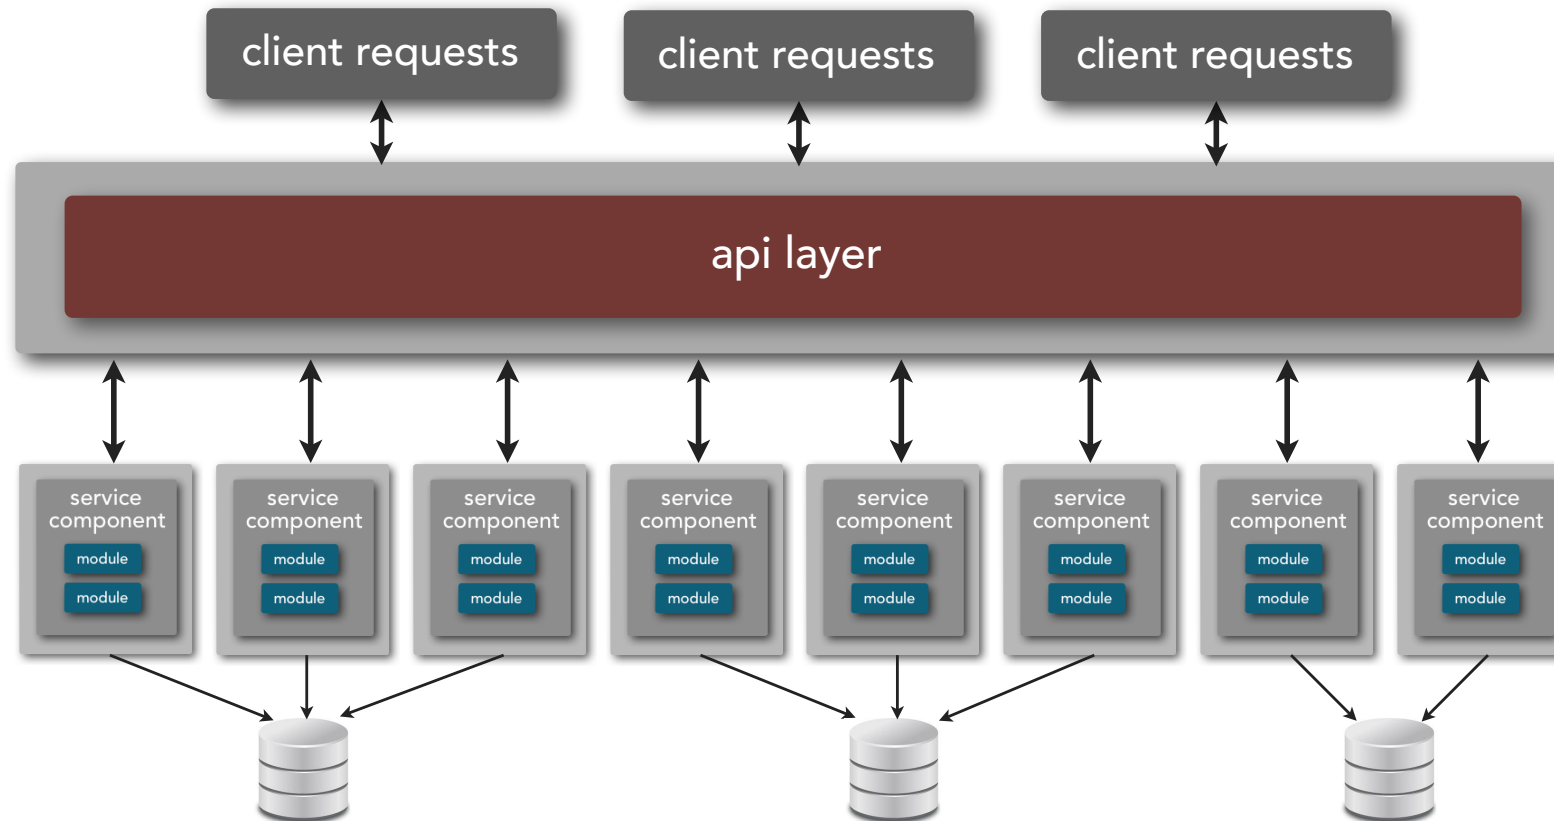 client requests
client requests
client requests
api layer
service
component
module
module
service
component
module
module
service
component
module
module
service
component
module
module
service
component
module
module
service
component
module
module
service
component
module
module
service
component
module
module